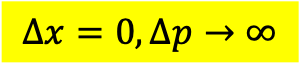 Δx = 0, Δp → ∞